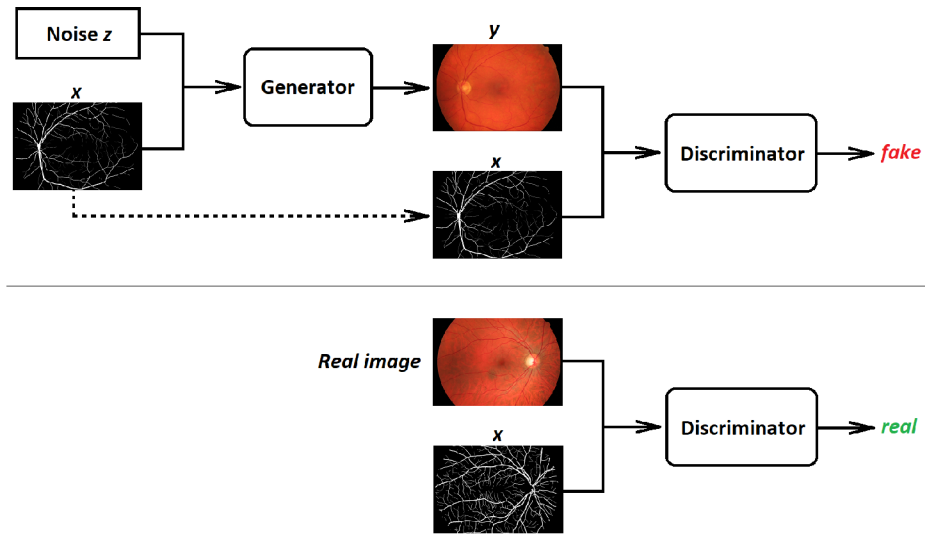 Noise z
x
Generator
y
x
Discriminator
fake
Real image
x
Discriminator
real